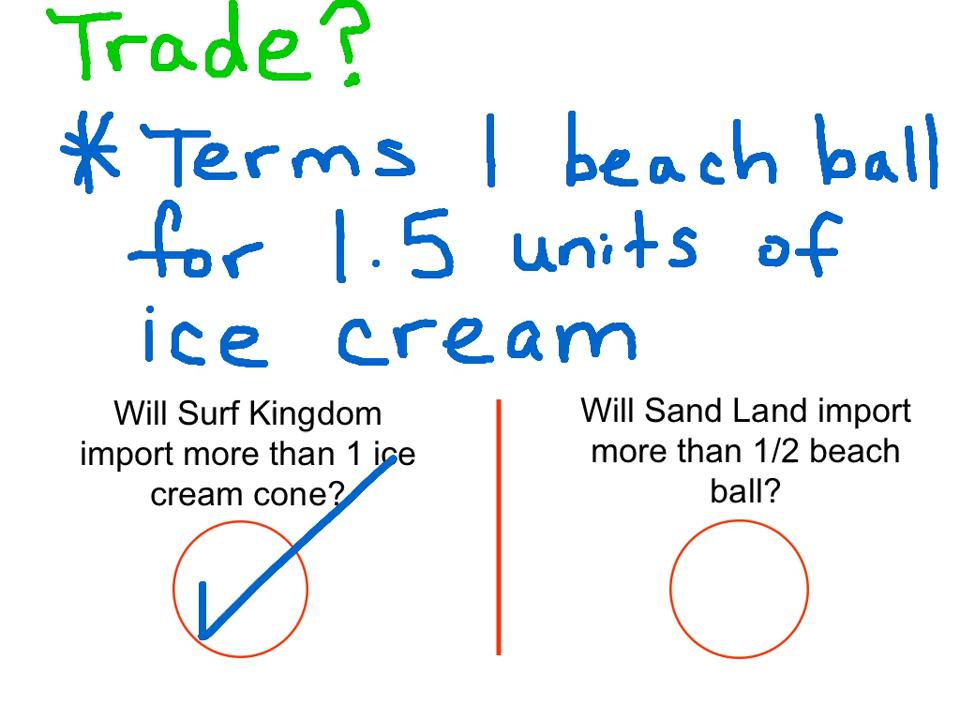 Trade?
* Terms 1 beach ball
for 1.5 units of
ice cream
Will Surf Kingdom
import more than 1 ice
cream cone?
Will Sand Land import
more than 1/2 beach
ball?